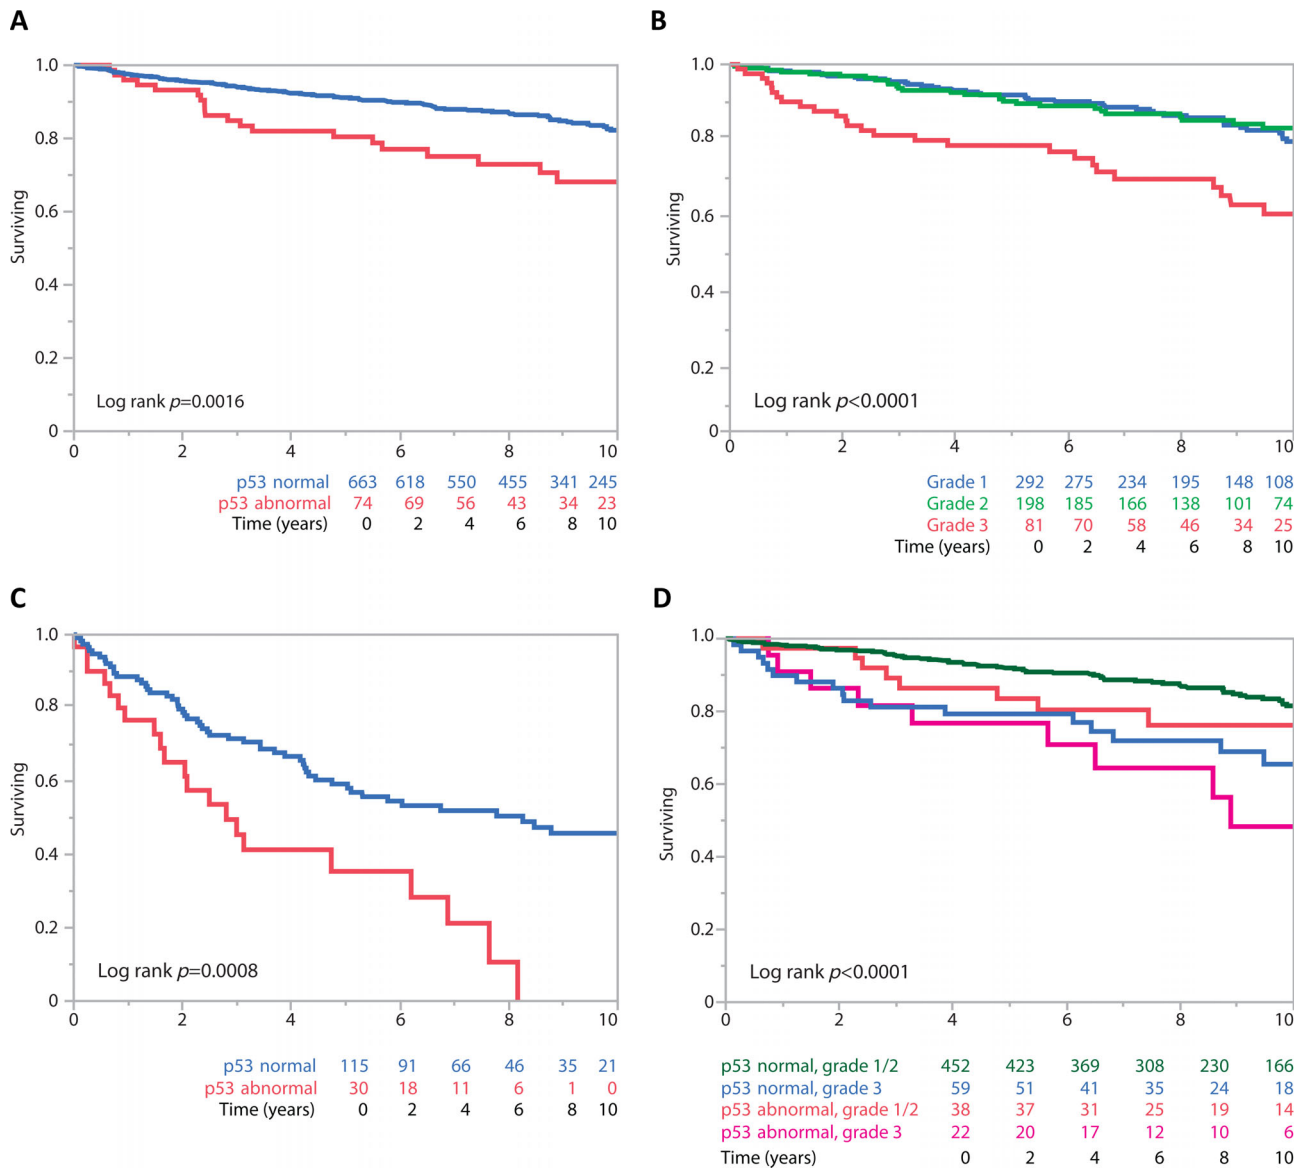 A
1.0
0.8
0.6
0.4
0.2
0
Surviving
Log rank p=0.0016
0 2 4 6 8 10
p53 normal 663 618 550 455 341 245
p53 abnormal 74 69 56 43 34 23
Time (years) 0 2 4 6 8 10
B
1.0
0.8
0.6
0.4
0.2
0
Surviving
Log rank p<0.0001
0 2 4 6 8 10
Grade 1 292 275 234 195 148 108
Grade 2 198 185 166 138 101 74
Grade 3 81 70 58 46 34 25
Time (years) 0 2 4 6 8 10
C
1.0
0.8
0.6
0.4
0.2
0
Surviving
Log rank p=0.0008
0 2 4 6 8 10
p53 normal 115 91 66 46 35 21
p53 abnormal 30 18 11 6 1 0
Time (years) 0 2 4 6 8 10
D
1.0
0.8
0.6
0.4
0.2
0
Surviving
Log rank p<0.0001
0 2 4 6 8 10
p53 normal, grade 1/2 452 423 369 308 230 166
p53 normal, grade 3 59 51 41 35 24 18
p53 abnormal, grade 1/2 38 37 31 25 19 14
p53 abnormal, grade 3 22 20 17 12 10 6
Time (years) 0 2 4 6 8 10